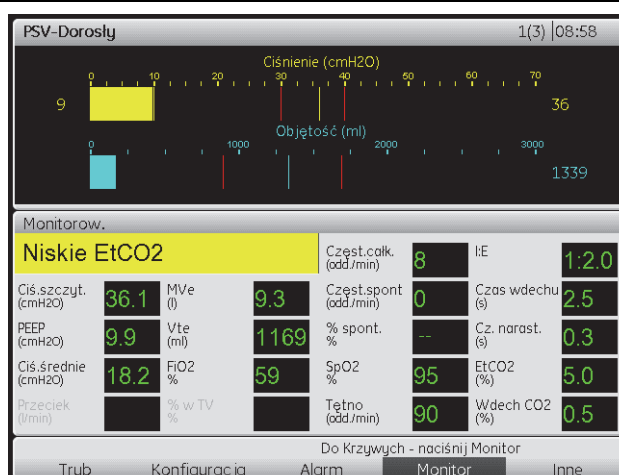 PSV-Dorosły 1(3) 08:58
Ciśnienie (cmH2O)
0 10 20 30 40 50 60 70
9 36
Objętość (ml)
0 1000 2000 3000
1339
Monitorow.
Niskie EtCO2
Częst.całk. (odd./min) 8 I:E 1:2.0
Ciś.szczyt. (cmH2O) 36.1 MVe (l) 9.3 Częst.spont (odd./min) 0 Czas wdechu (s) 2.5
PEEP (cmH2O) 9.9 Vte (ml) 1169 % spont. % -- Cz. narast. (s) 0.3
Ciś.średnie (cmH2O) 18.2 FiO2 % 59 SpO2 % 95 EtCO2 (%) 5.0
Przeciek (l/min) % w TV % Tętno (odd./min) 90 Wdech CO2 (%) 0.5
Do Krzywych - naciśnij Monitor
Tryb Konfiguracja Alarm Monitor Inne